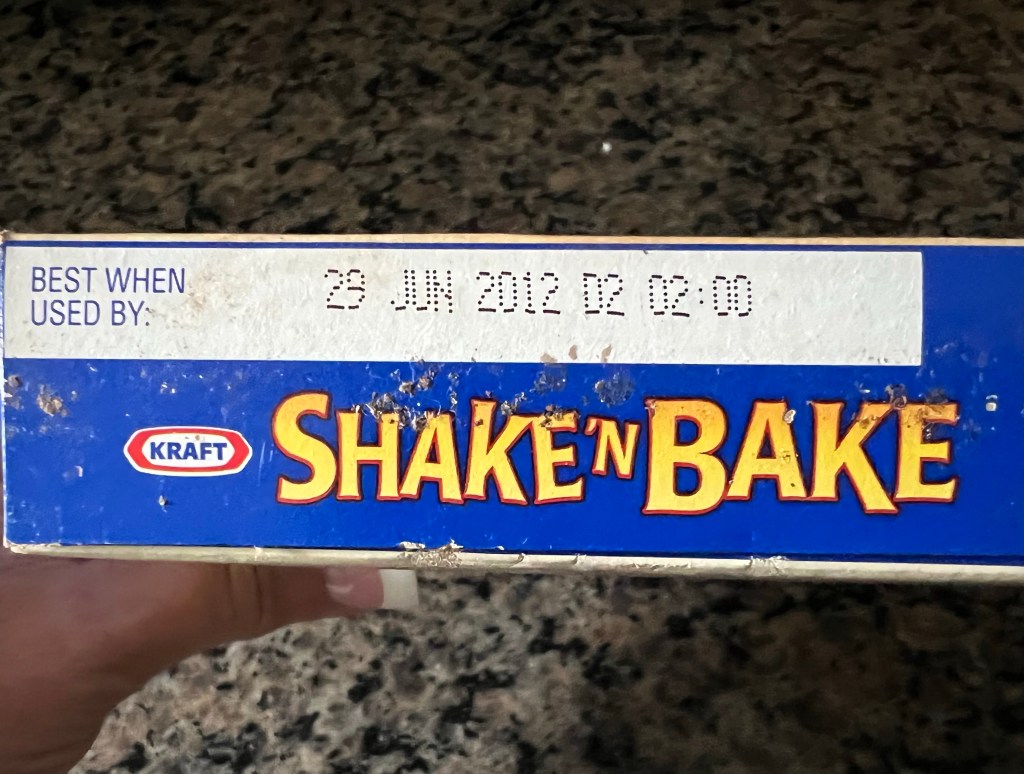 BEST WHEN
USED BY:
29 JUN 2012 D2 02:00
KRAFT
SHAKE 'N BAKE